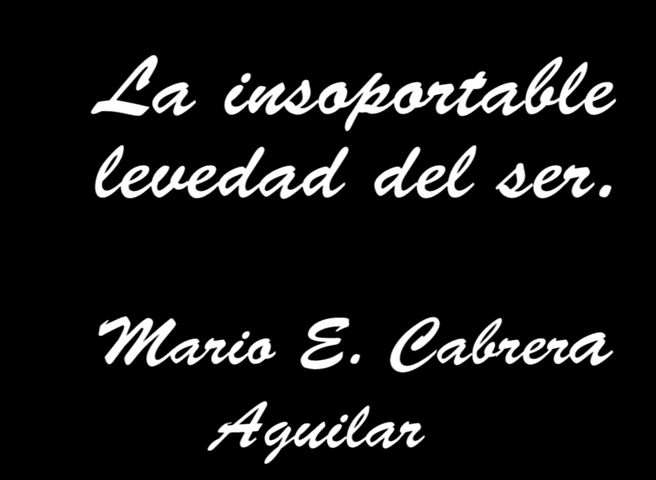 La insoportable
levedad del ser.
Mario E. Cabrera
Aguilar